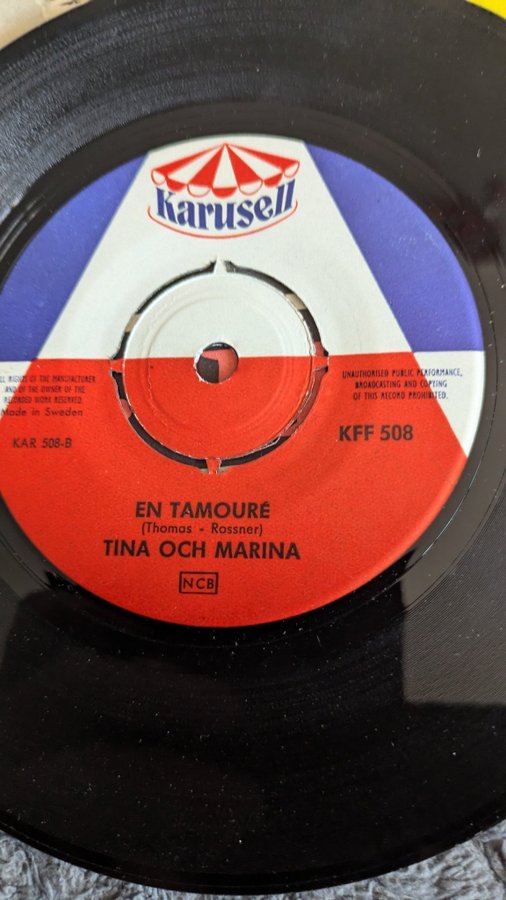 Karusell
ALL RIGHTS OF THE MANUFACTURER
AND OF THE OWNER OF THE
RECORDED WORK RESERVED.
Made in Sweden
UNAUTHORISED PUBLIC PERFORMANCE,
BROADCASTING AND COPYING
OF THIS RECORD PROHIBITED.
KAR 508-B
KFF 508
EN TAMOURÉ
(Thomas - Rossner)
TINA OCH MARINA
NCB